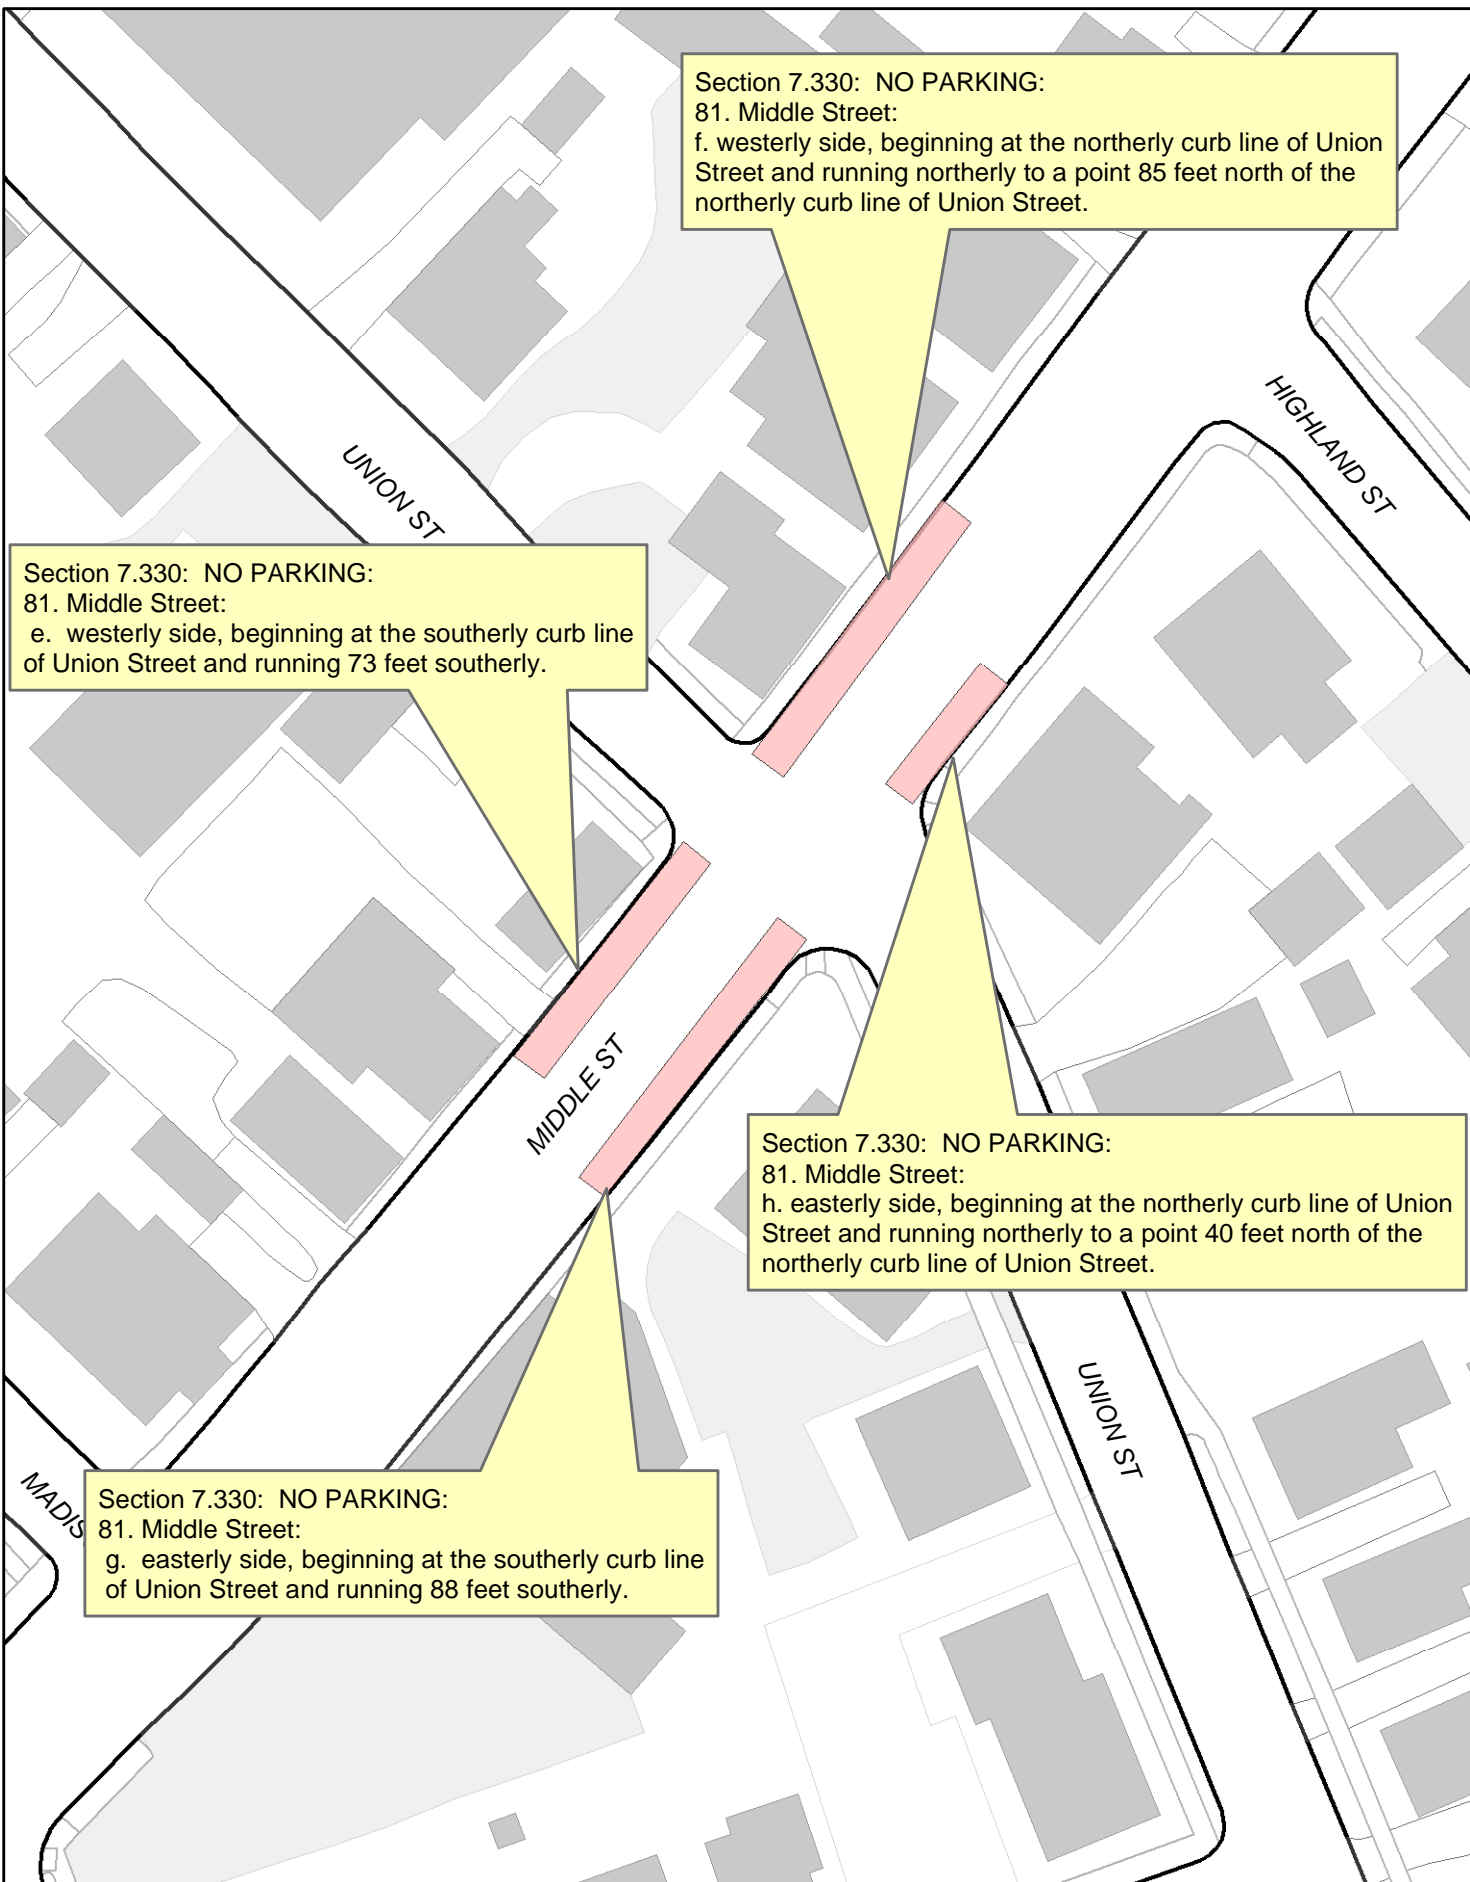 Section 7.330:  NO PARKING:
81. Middle Street:
f. westerly side, beginning at the northerly curb line of Union
Street and running northerly to a point 85 feet north of the
northerly curb line of Union Street.
HIGHLAND ST
UNION ST
Section 7.330:  NO PARKING:
81. Middle Street:
e.  westerly side, beginning at the southerly curb line
of Union Street and running 73 feet southerly.
MIDDLE ST
Section 7.330:  NO PARKING:
81. Middle Street:
h. easterly side, beginning at the northerly curb line of Union
Street and running northerly to a point 40 feet north of the
northerly curb line of Union Street.
UNION ST
MADIS
Section 7.330:  NO PARKING:
81. Middle Street:
g.  easterly side, beginning at the southerly curb line
of Union Street and running 88 feet southerly.